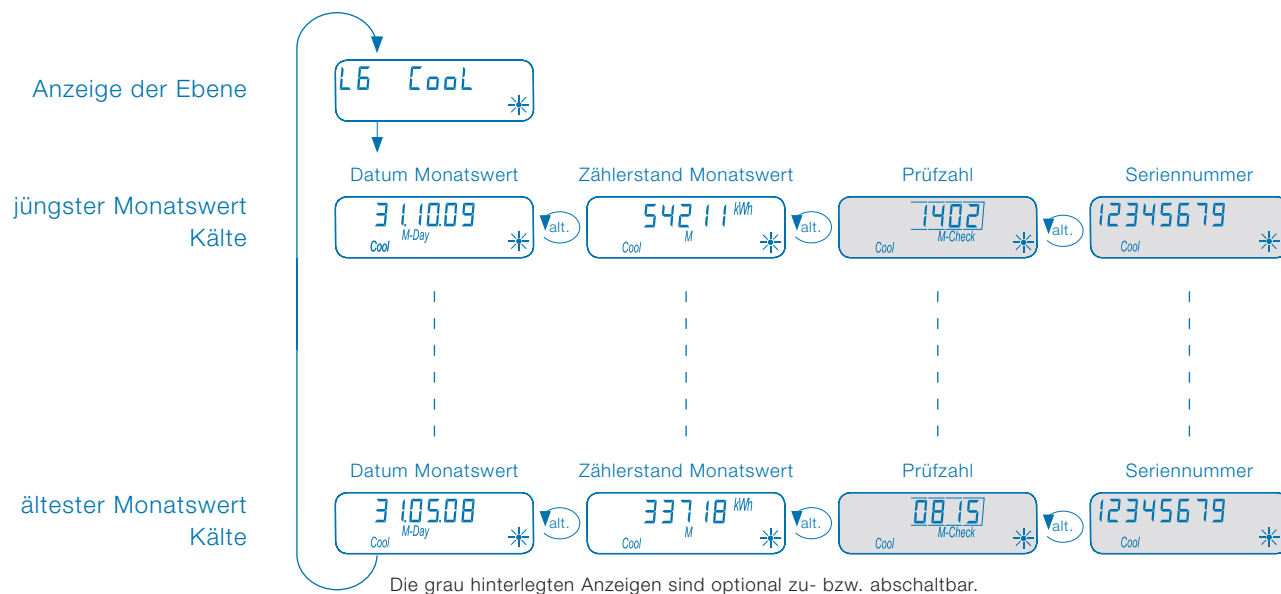 Anzeige der Ebene
L6 CooL
Datum Monatswert Zählerstand Monatswert Prüfzahl Seriennummer
jüngster Monatswert
Kälte
31.10.09
M-Day
Cool
alt.
54211 kWh
M
Cool
alt.
1402
M-Check
Cool
alt.
12345679
Cool
Datum Monatswert Zählerstand Monatswert Prüfzahl Seriennummer
ältester Monatswert
Kälte
31.05.08
M-Day
Cool
alt.
33718 kWh
M
Cool
alt.
0815
M-Check
Cool
alt.
12345679
Cool
Die grau hinterlegten Anzeigen sind optional zu- bzw. abschaltbar.